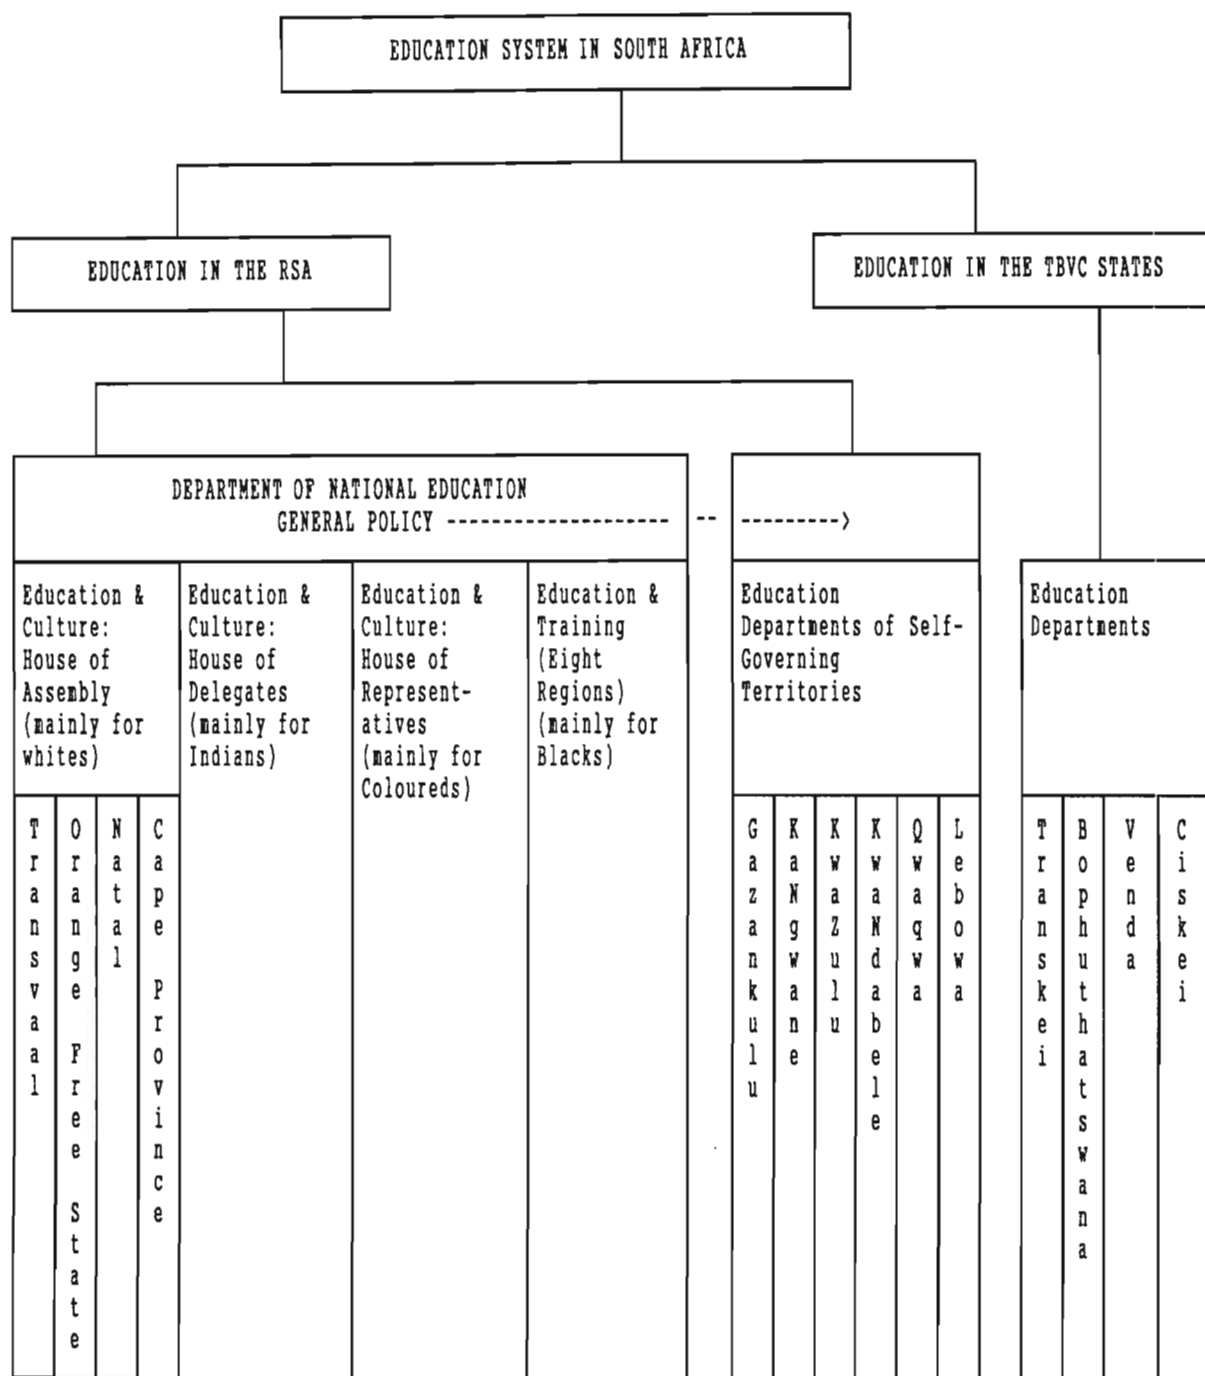 EDUCATION SYSTEM IN SOUTH AFRICA
EDUCATION IN THE RSA
EDUCATION IN THE TBVC STATES
DEPARTMENT OF NATIONAL EDUCATION
GENERAL POLICY ------------------- -- --------->
Education &
Culture:
House of
Assembly
(mainly for
whites)
Education &
Culture:
House of
Delegates
(mainly for
Indians)
Education &
Culture:
House of
Represent-
atives
(mainly for
Coloureds)
Education &
Training
(Eight
Regions)
(mainly for
Blacks)
Education
Departments of Self-
Governing
Territories
Education
Departments
Transvaal
Orange Free State
Natal
Cape Province
Gazankulu
KaNgwane
KwaZulu
KwaNdabele
Qwaqwa
Lebowa
Transkei
Bophuthatswana
Venda
Ciskei